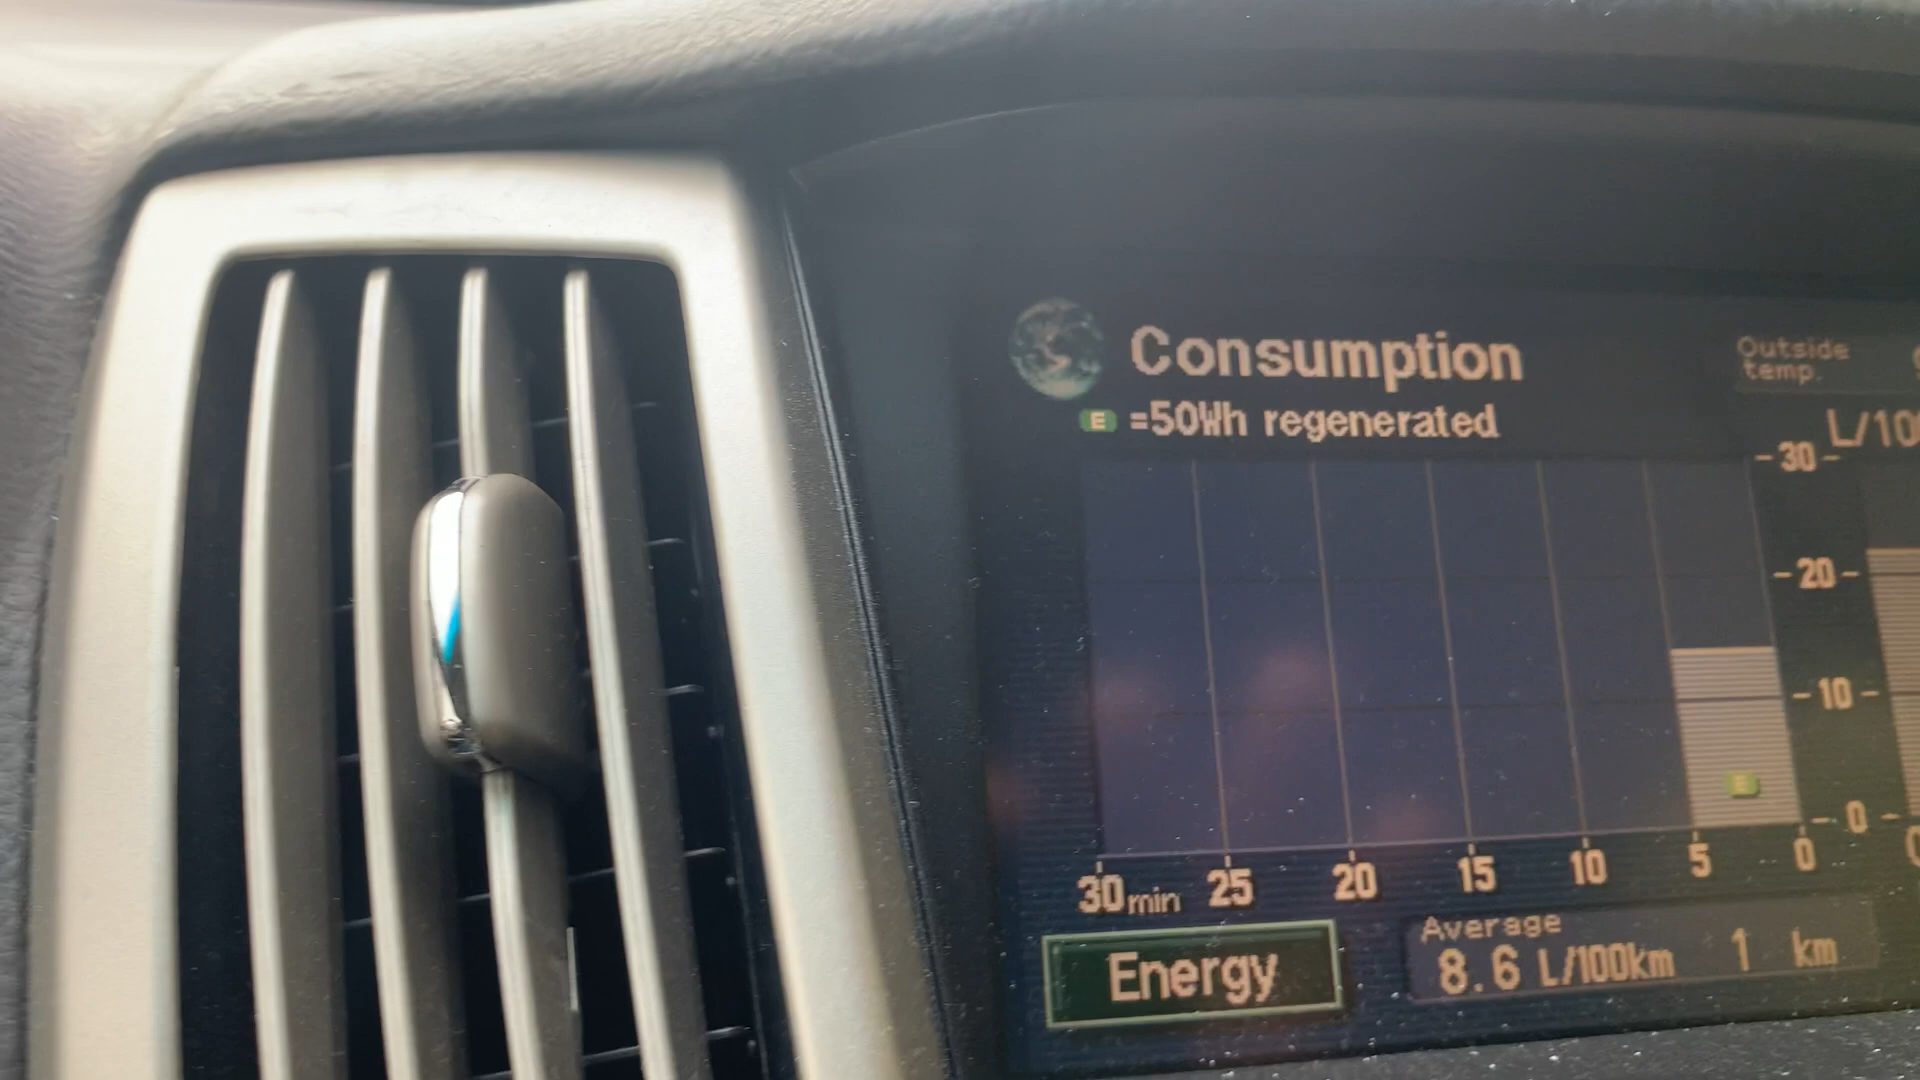 Consumption
Outside
temp.
E =50Wh regenerated
L/10
30
20
10
0
E
30min 25 20 15 10 5 0
Energy
Average
8.6 L/100km 1 km